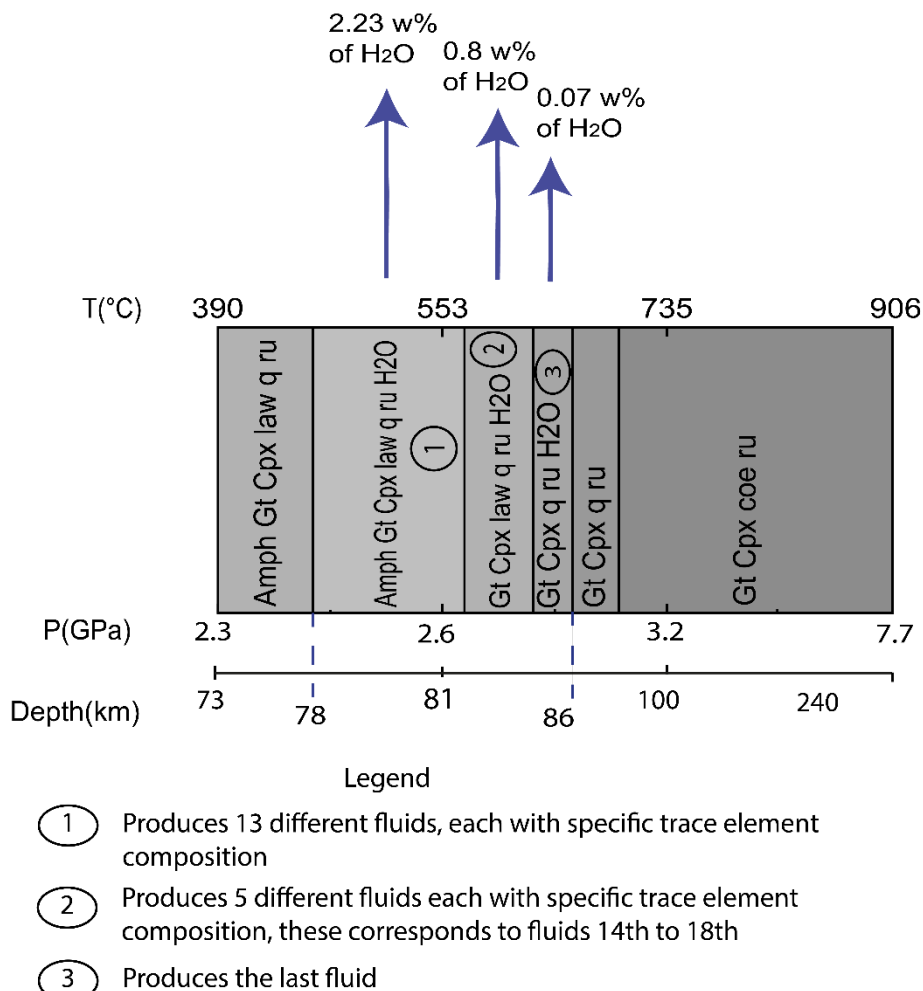 2.23 w%
of H2O
0.8 w%
of H2O
0.07 w%
of H2O
T(°C) 390 553 735 906
Amph Gt Cpx law q ru
Amph Gt Cpx law q ru H2O
1
Gt Cpx law q ru H2O
2
Gt Cpx q ru H2O
3
Gt Cpx q ru
Gt Cpx coe ru
P(GPa) 2.3 2.6 3.2 7.7
Depth(km) 73 78 81 86 100 240
Legend
1 Produces 13 different fluids, each with specific trace element
composition
2 Produces 5 different fluids each with specific trace element
composition, these corresponds to fluids 14th to 18th
3 Produces the last fluid